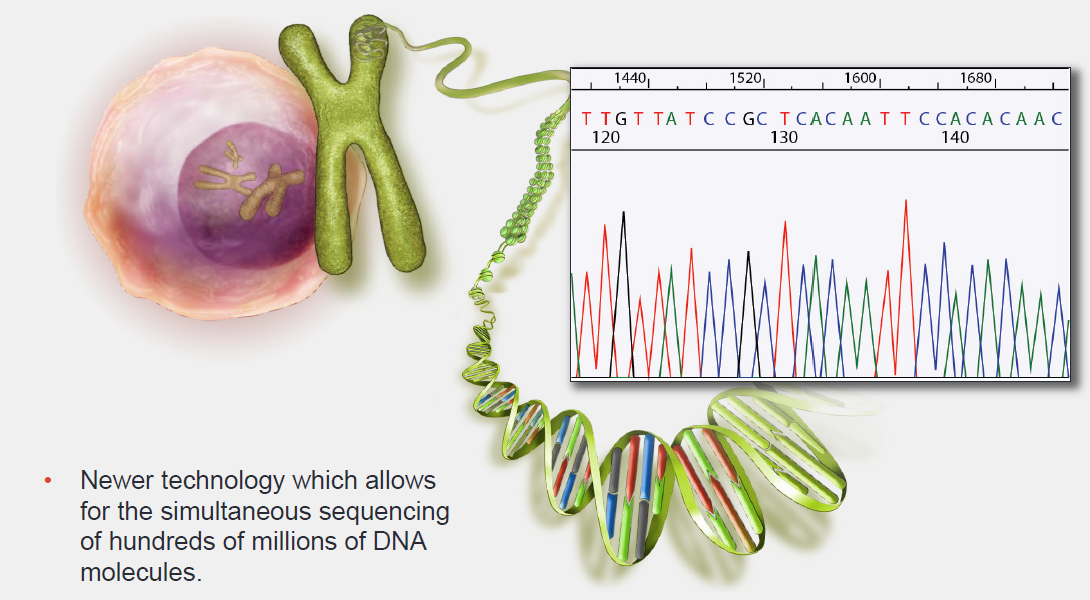 1440 1520 1600 1680
T T G T T A T C C G C T C A C A A T T C C A C A C A A C
120 130 140
• Newer technology which allows
for the simultaneous sequencing
of hundreds of millions of DNA
molecules.